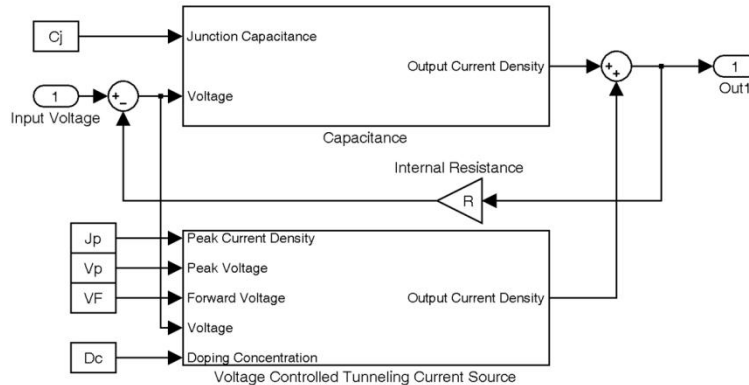 Cj
Junction Capacitance
Output Current Density
1
Input Voltage
+
−
Voltage
+
+
1
Out1
Capacitance
Internal Resistance
R
Jp
Peak Current Density
Vp
Peak Voltage
VF
Forward Voltage
Output Current Density
Voltage
Dc
Doping Concentration
Voltage Controlled Tunneling Current Source